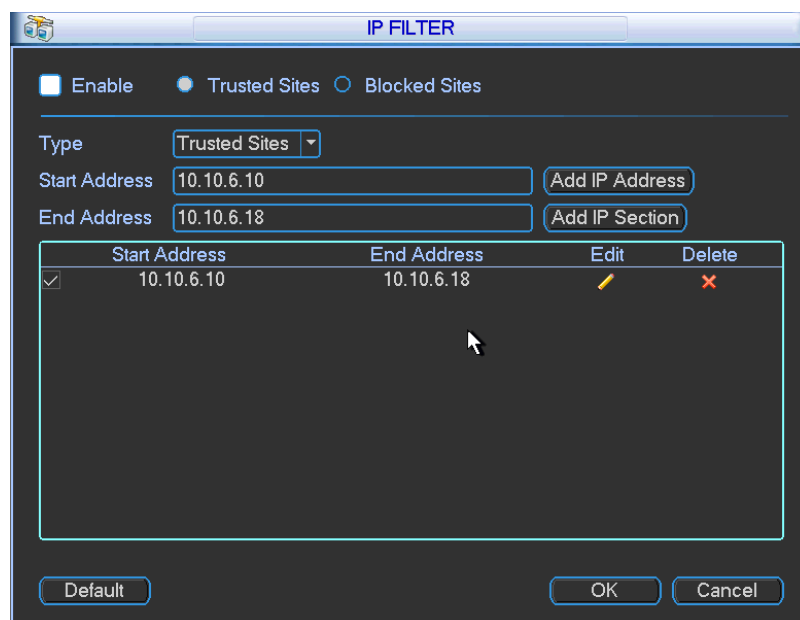 IP FILTER
Enable Trusted Sites Blocked Sites
Type Trusted Sites
Start Address 10.10.6.10 Add IP Address
End Address 10.10.6.18 Add IP Section
Start Address End Address Edit Delete
10.10.6.10 10.10.6.18
Default OK Cancel